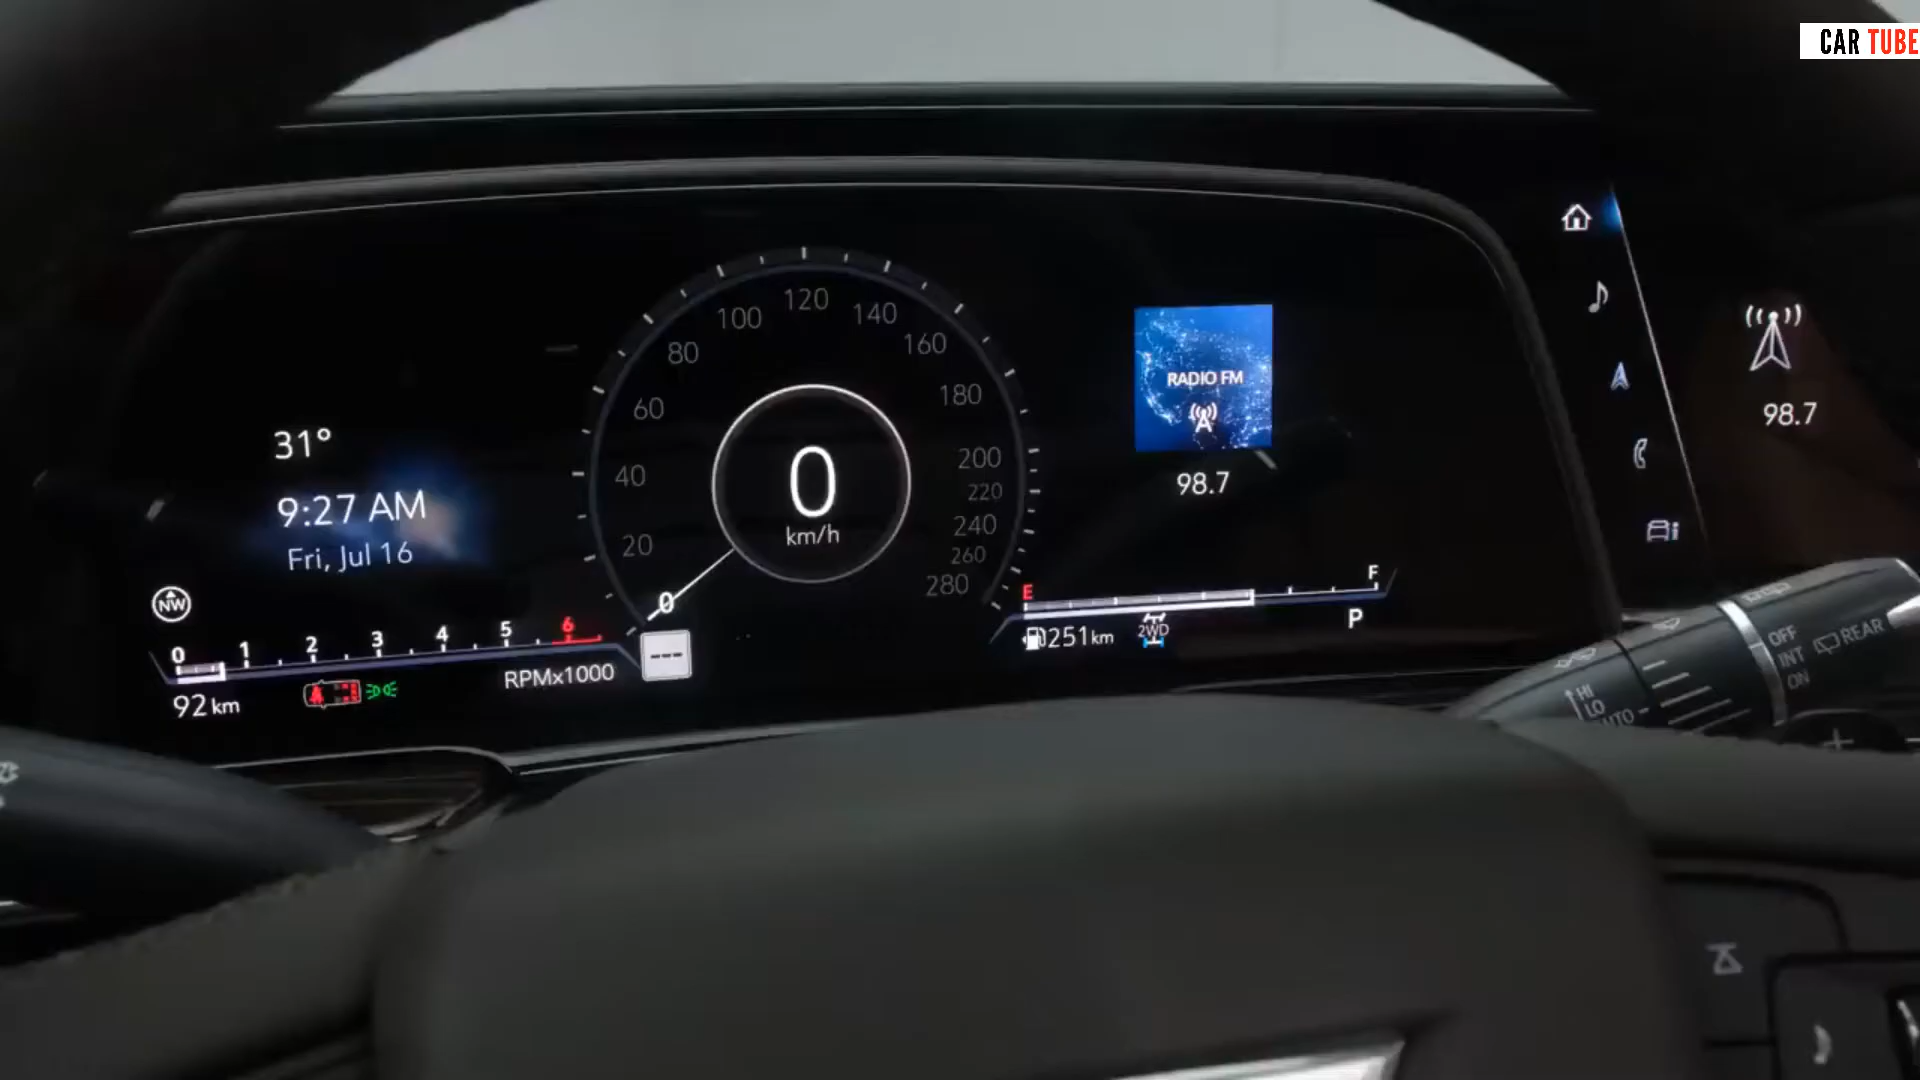 CAR TUBE
31°
9:27 AM
Fri, Jul 16
NW
0 1 2 3 4 5 6
RPMx1000
92 km
0
20
40
60
80
100
120
140
160
180
200
220
240
260
280
0
km/h
---
RADIO FM
98.7
E F
251km
2WD
P
98.7
HI
LO
AUTO
OFF
INT
ON
REAR